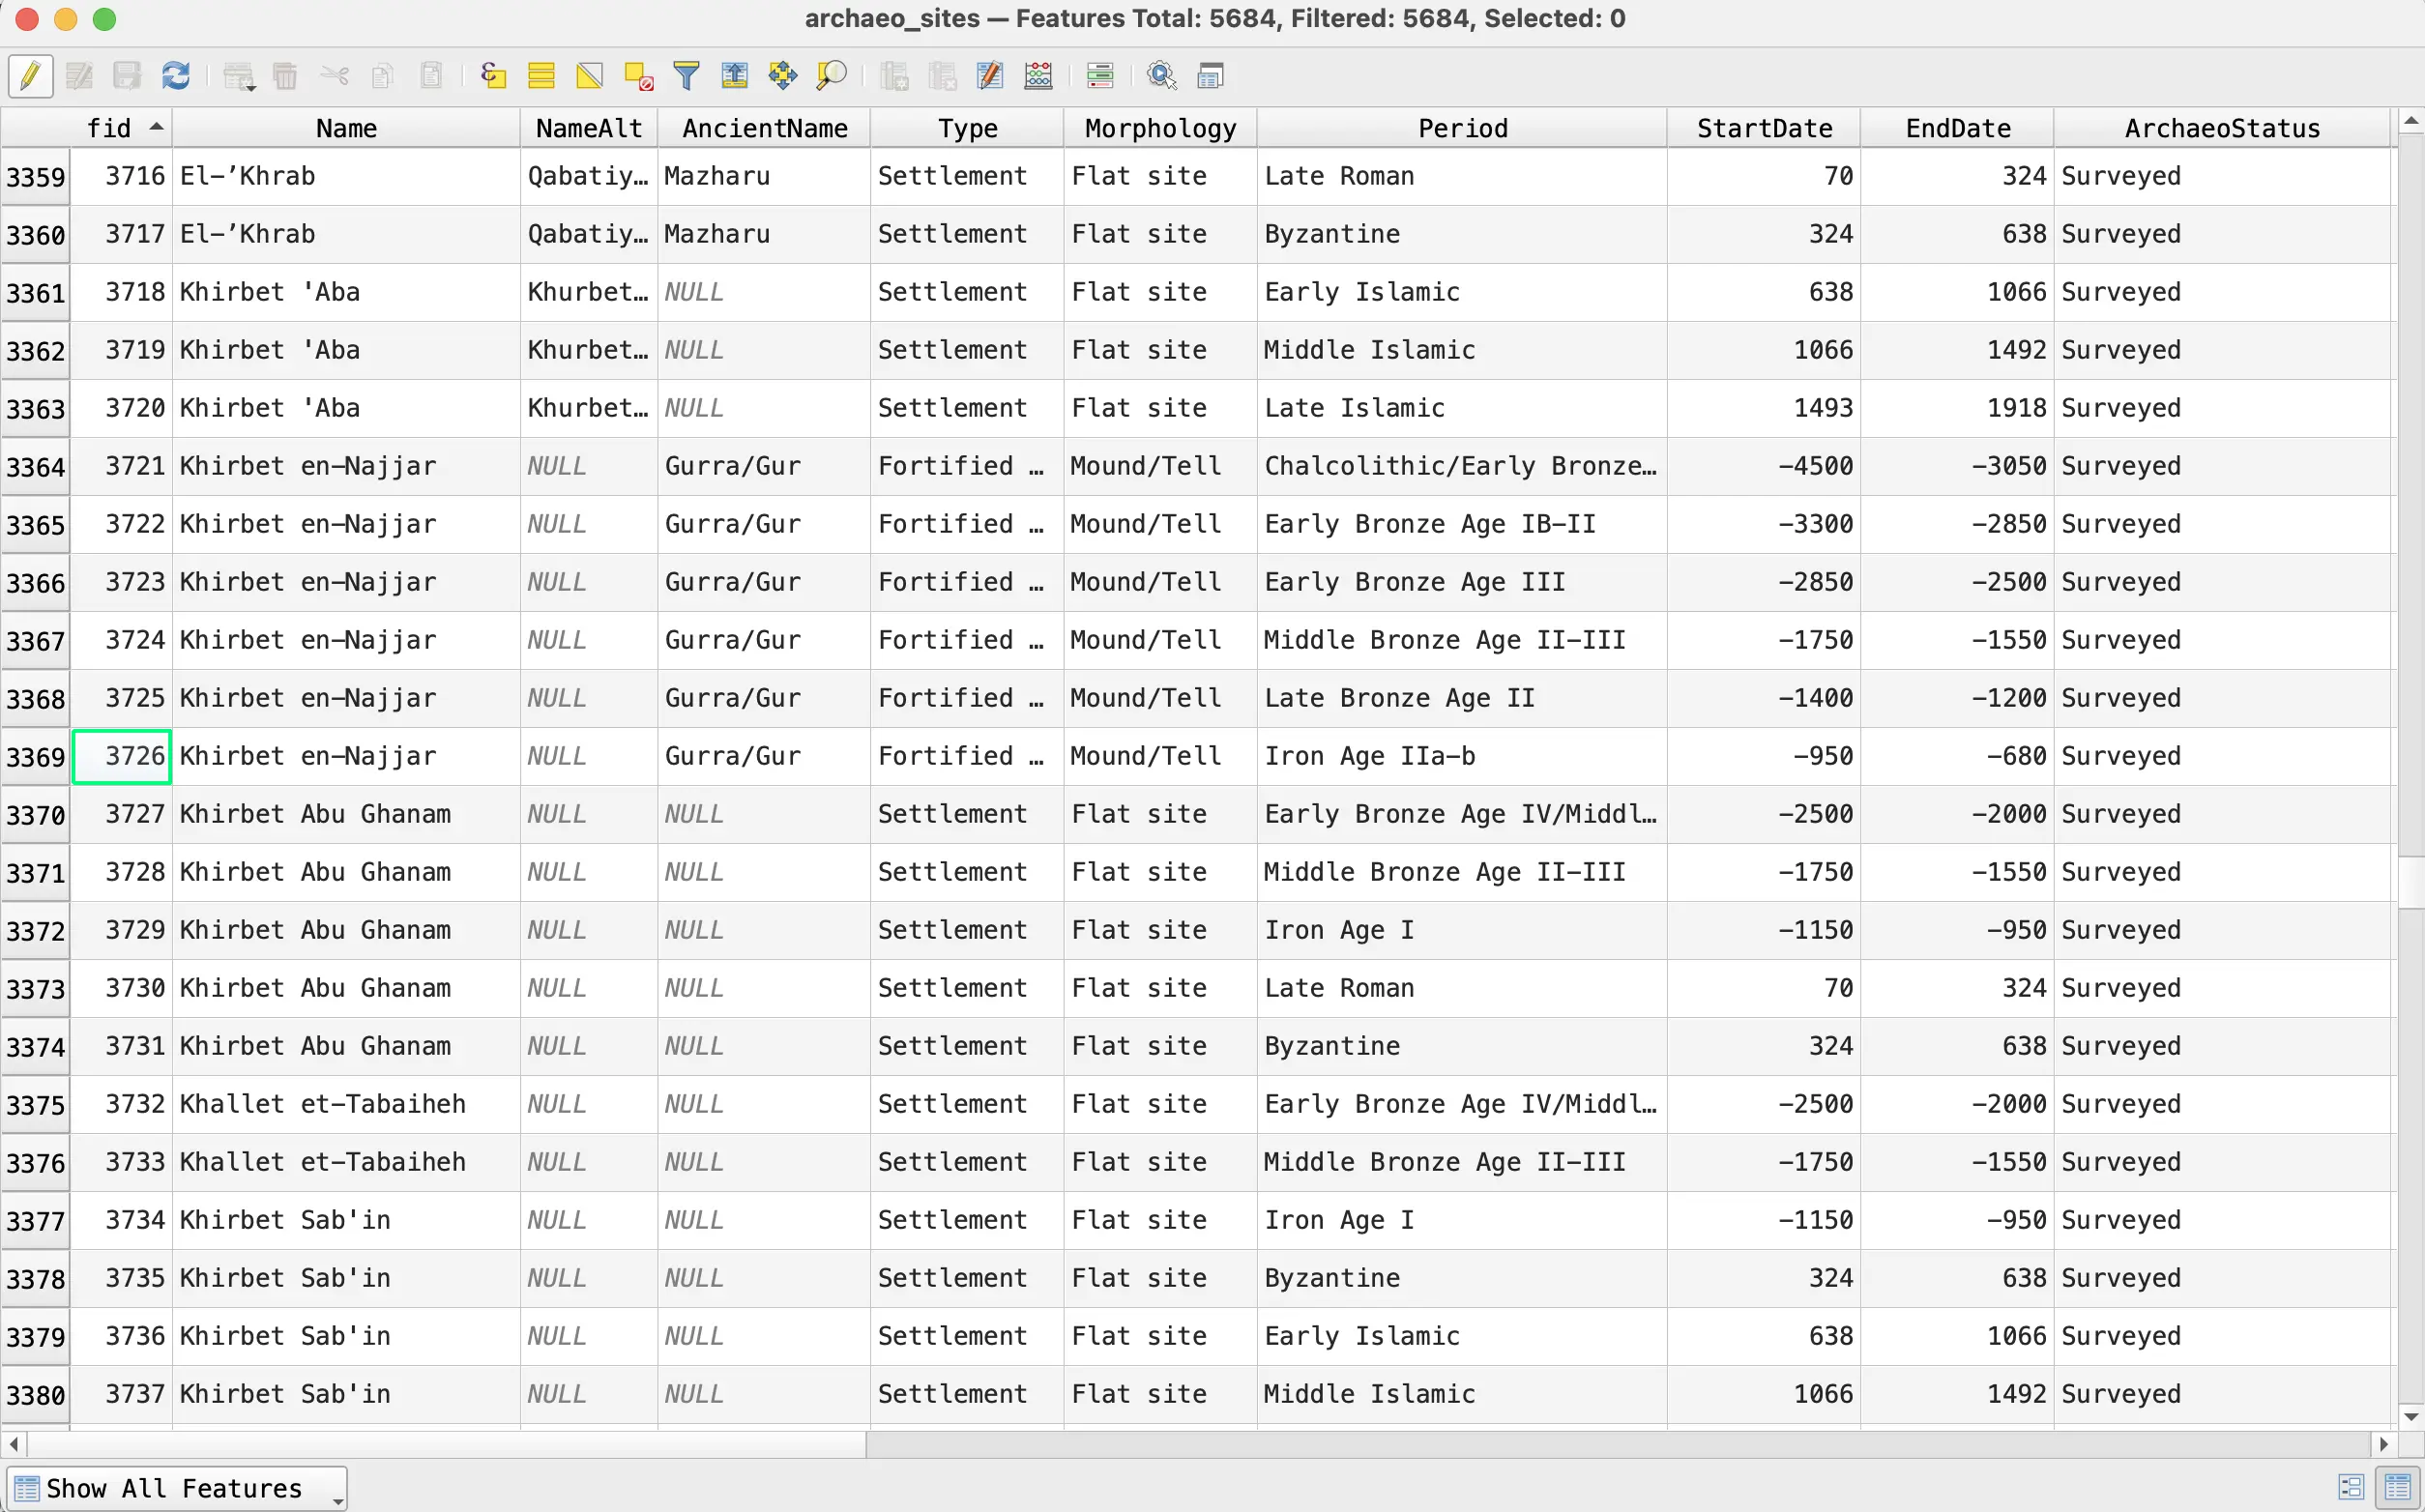 archaeo_sites — Features Total: 5684, Filtered: 5684, Selected: 0
fid Name NameAlt AncientName Type Morphology Period StartDate EndDate ArchaeoStatus
3359 3716 El-’Khrab Qabatiy… Mazharu Settlement Flat site Late Roman 70 324 Surveyed
3360 3717 El-’Khrab Qabatiy… Mazharu Settlement Flat site Byzantine 324 638 Surveyed
3361 3718 Khirbet 'Aba Khurbet… NULL Settlement Flat site Early Islamic 638 1066 Surveyed
3362 3719 Khirbet 'Aba Khurbet… NULL Settlement Flat site Middle Islamic 1066 1492 Surveyed
3363 3720 Khirbet 'Aba Khurbet… NULL Settlement Flat site Late Islamic 1493 1918 Surveyed
3364 3721 Khirbet en-Najjar NULL Gurra/Gur Fortified … Mound/Tell Chalcolithic/Early Bronze… -4500 -3050 Surveyed
3365 3722 Khirbet en-Najjar NULL Gurra/Gur Fortified … Mound/Tell Early Bronze Age IB-II -3300 -2850 Surveyed
3366 3723 Khirbet en-Najjar NULL Gurra/Gur Fortified … Mound/Tell Early Bronze Age III -2850 -2500 Surveyed
3367 3724 Khirbet en-Najjar NULL Gurra/Gur Fortified … Mound/Tell Middle Bronze Age II-III -1750 -1550 Surveyed
3368 3725 Khirbet en-Najjar NULL Gurra/Gur Fortified … Mound/Tell Late Bronze Age II -1400 -1200 Surveyed
3369 3726 Khirbet en-Najjar NULL Gurra/Gur Fortified … Mound/Tell Iron Age IIa-b -950 -680 Surveyed
3370 3727 Khirbet Abu Ghanam NULL NULL Settlement Flat site Early Bronze Age IV/Middl… -2500 -2000 Surveyed
3371 3728 Khirbet Abu Ghanam NULL NULL Settlement Flat site Middle Bronze Age II-III -1750 -1550 Surveyed
3372 3729 Khirbet Abu Ghanam NULL NULL Settlement Flat site Iron Age I -1150 -950 Surveyed
3373 3730 Khirbet Abu Ghanam NULL NULL Settlement Flat site Late Roman 70 324 Surveyed
3374 3731 Khirbet Abu Ghanam NULL NULL Settlement Flat site Byzantine 324 638 Surveyed
3375 3732 Khallet et-Tabaiheh NULL NULL Settlement Flat site Early Bronze Age IV/Middl… -2500 -2000 Surveyed
3376 3733 Khallet et-Tabaiheh NULL NULL Settlement Flat site Middle Bronze Age II-III -1750 -1550 Surveyed
3377 3734 Khirbet Sab'in NULL NULL Settlement Flat site Iron Age I -1150 -950 Surveyed
3378 3735 Khirbet Sab'in NULL NULL Settlement Flat site Byzantine 324 638 Surveyed
3379 3736 Khirbet Sab'in NULL NULL Settlement Flat site Early Islamic 638 1066 Surveyed
3380 3737 Khirbet Sab'in NULL NULL Settlement Flat site Middle Islamic 1066 1492 Surveyed
Show All Features